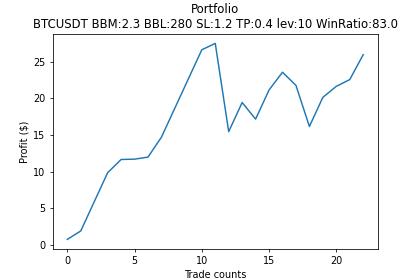 Portfolio
BTCUSDT BBM:2.3 BBL:280 SL:1.2 TP:0.4 lev:10 WinRatio:83.0
25
20
15
10
5
0
Profit ($)
0 5 10 15 20
Trade counts